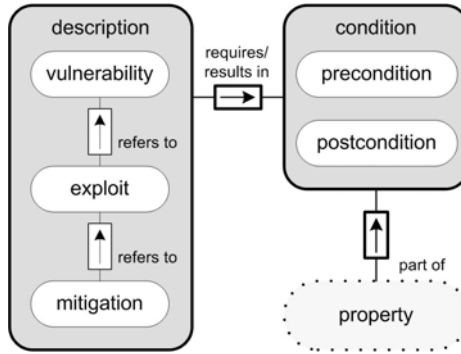 description
vulnerability
refers to
exploit
refers to
mitigation
requires/
results in
condition
precondition
postcondition
part of
property